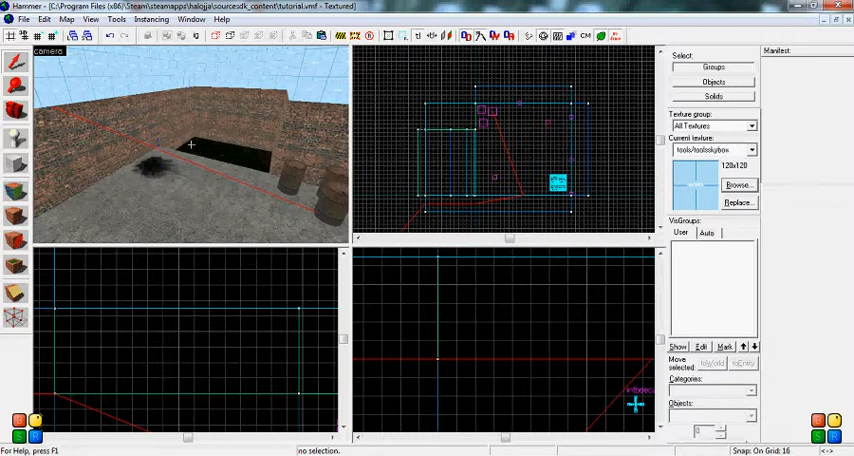 Hammer - [C:\Program Files (x86)\Steam\steamapps\halojja\sourcesdk_content\tutorial.vmf - Textured]
File Edit Map View Tools Instancing Window Help
camera
Select:
Groups
Objects
Solids
Texture group:
All Textures
Current texture:
tools/toolsskybox
128x128
Browse...
Replace...
VisGroups:
User Auto
Show Edit Mark
Move selected:
toWorld toEntity
Categories:
Objects:
0
Manifest:
infodeca
For Help, press F1
no selection.
Snap: On Grid: 16
<->